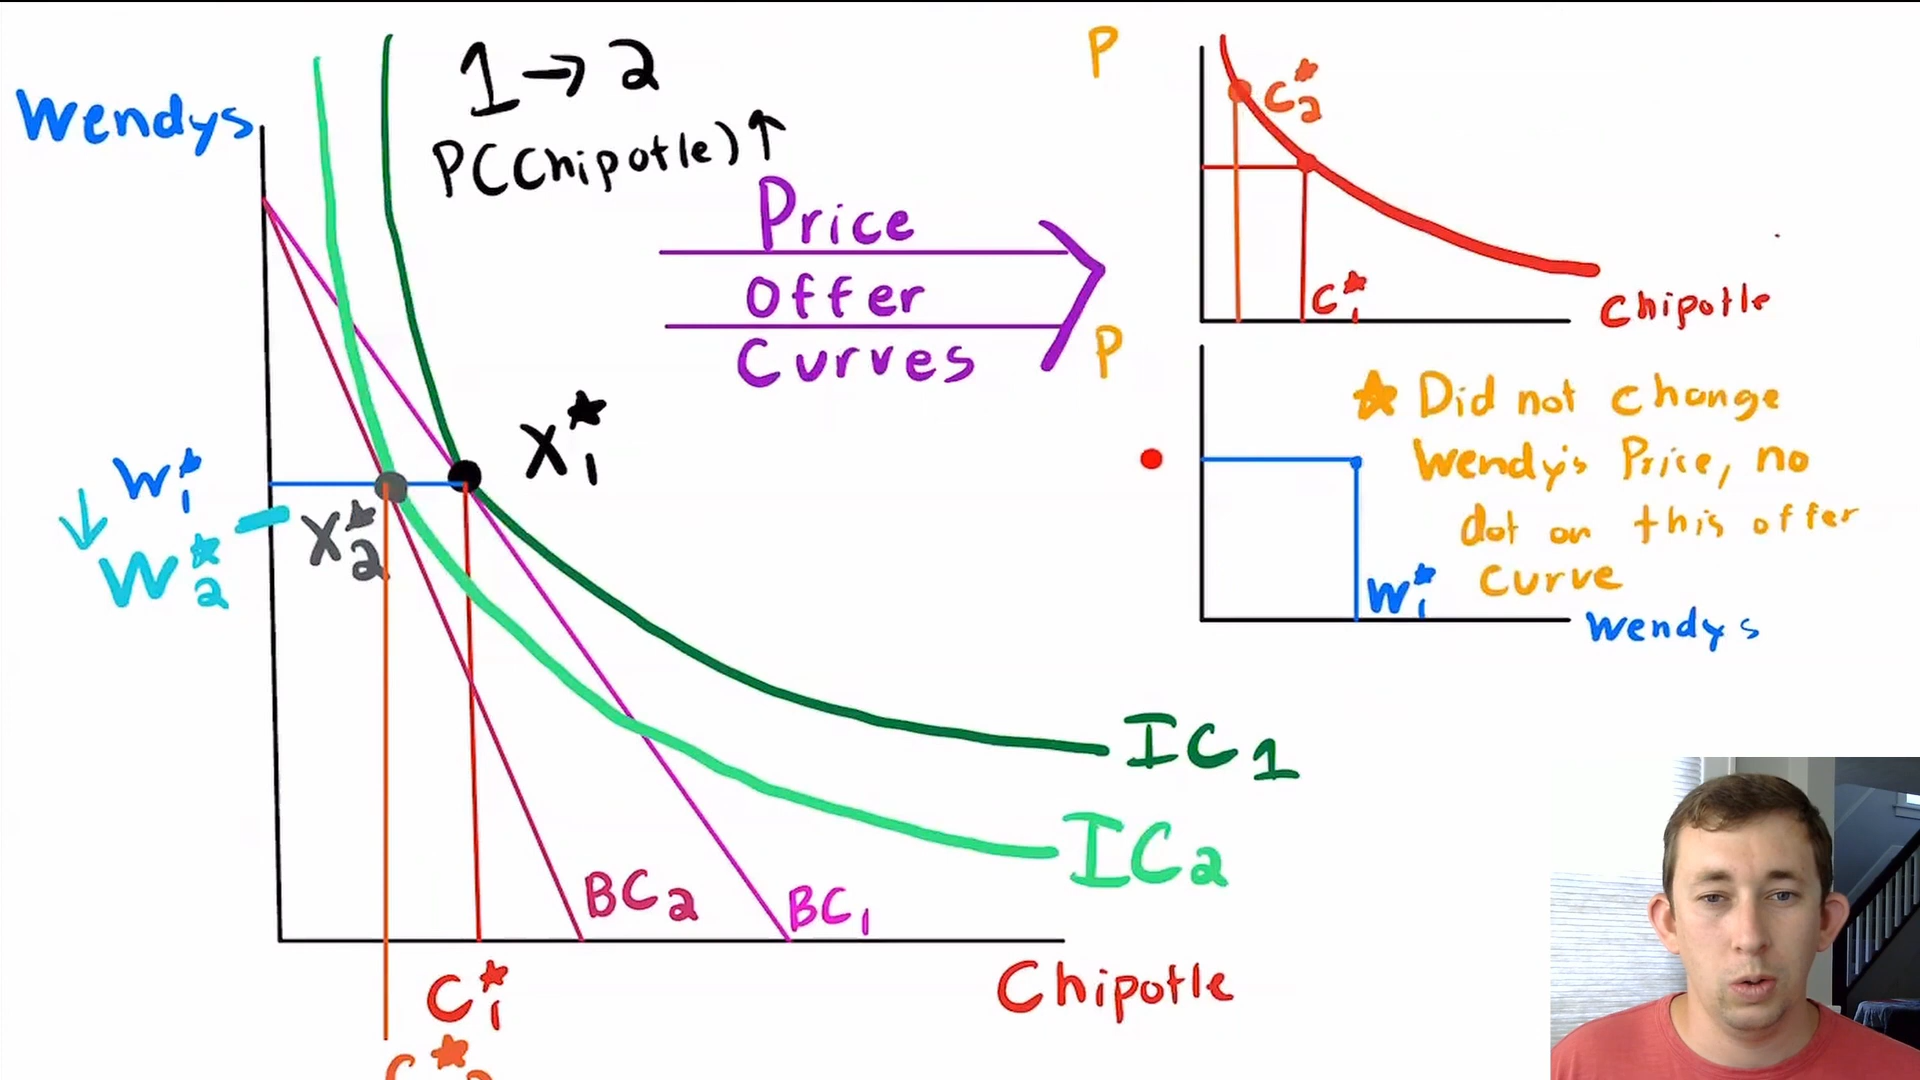 Wendys
1 → 2
P(Chipotle) ↑
Price
Offer
Curves
X₁*
W₁*
↓ W₂*
X₂*
IC₁
IC₂
BC₂
BC₁
C₁*
Chipotle
P
C₂*
C₁*
Chipotle
P
★ Did not change
Wendy's Price, no
dot on this offer
curve
W₁*
Wendys